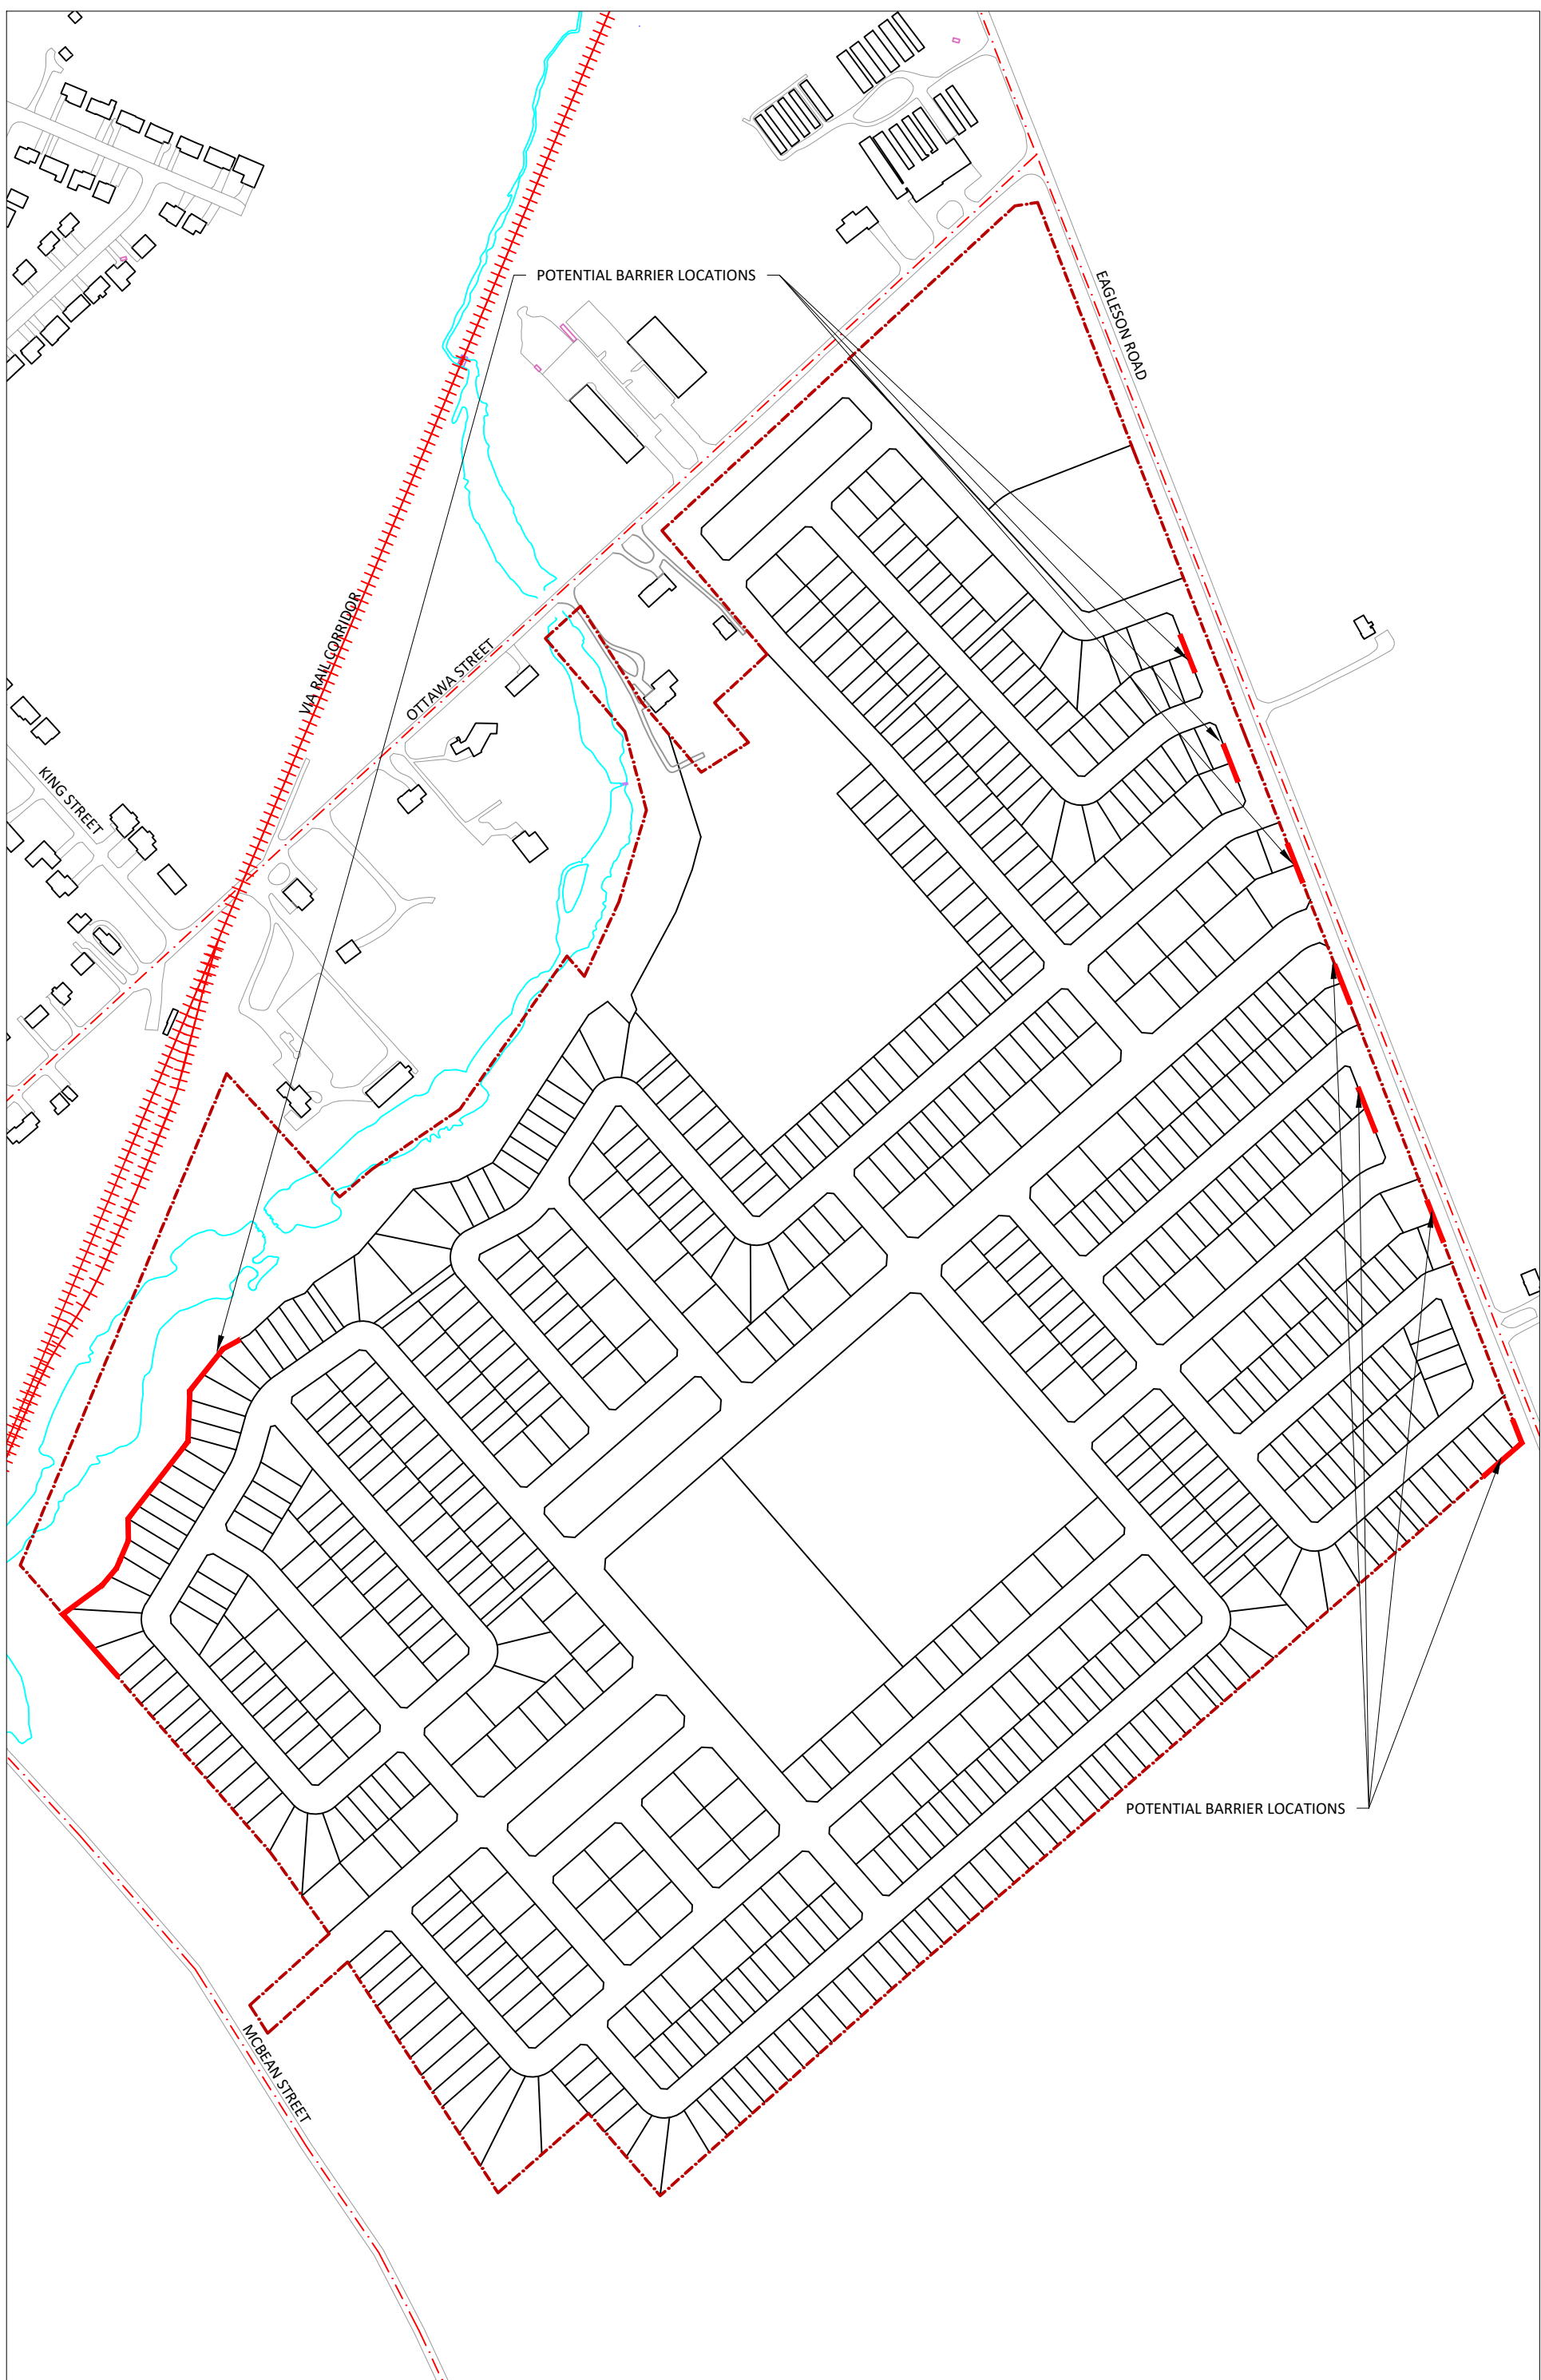 POTENTIAL BARRIER LOCATIONS
EAGLESON ROAD
VIA RAIL CORRIDOR
OTTAWA STREET
KING STREET
POTENTIAL BARRIER LOCATIONS
MCBEAN STREET